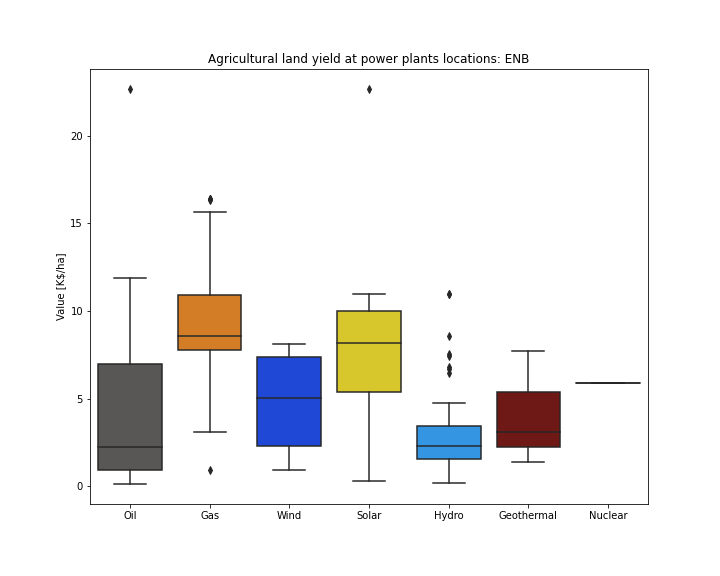 Agricultural land yield at power plants locations: ENB
Value [K$/ha]
20
15
10
5
0
Oil Gas Wind Solar Hydro Geothermal Nuclear